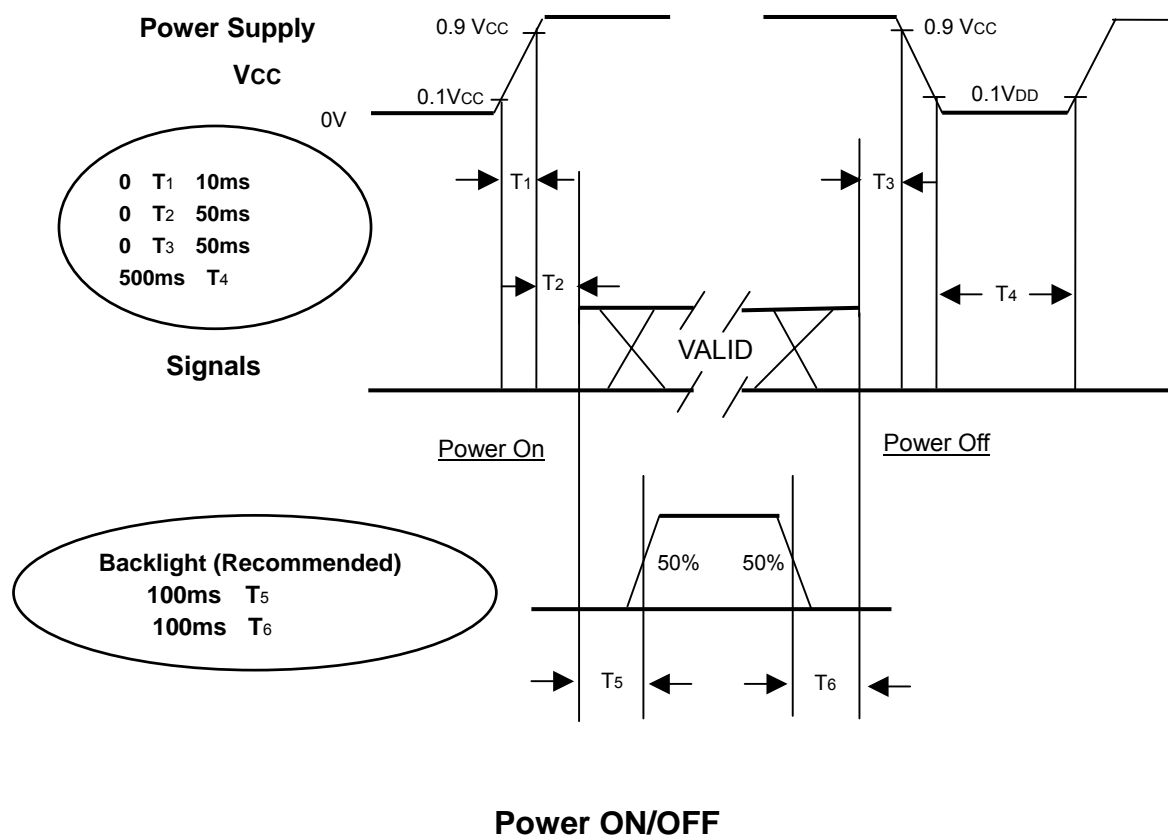 Power Supply
VCC
0.9 VCC
0.9 VCC
0.1VCC
0.1VDD
0V
0 T1 10ms
0 T2 50ms
0 T3 50ms
500ms T4
T1
T3
T2
T4
VALID
Signals
Power On
Power Off
Backlight (Recommended)
100ms T5
100ms T6
50%
50%
T5
T6
Power ON/OFF